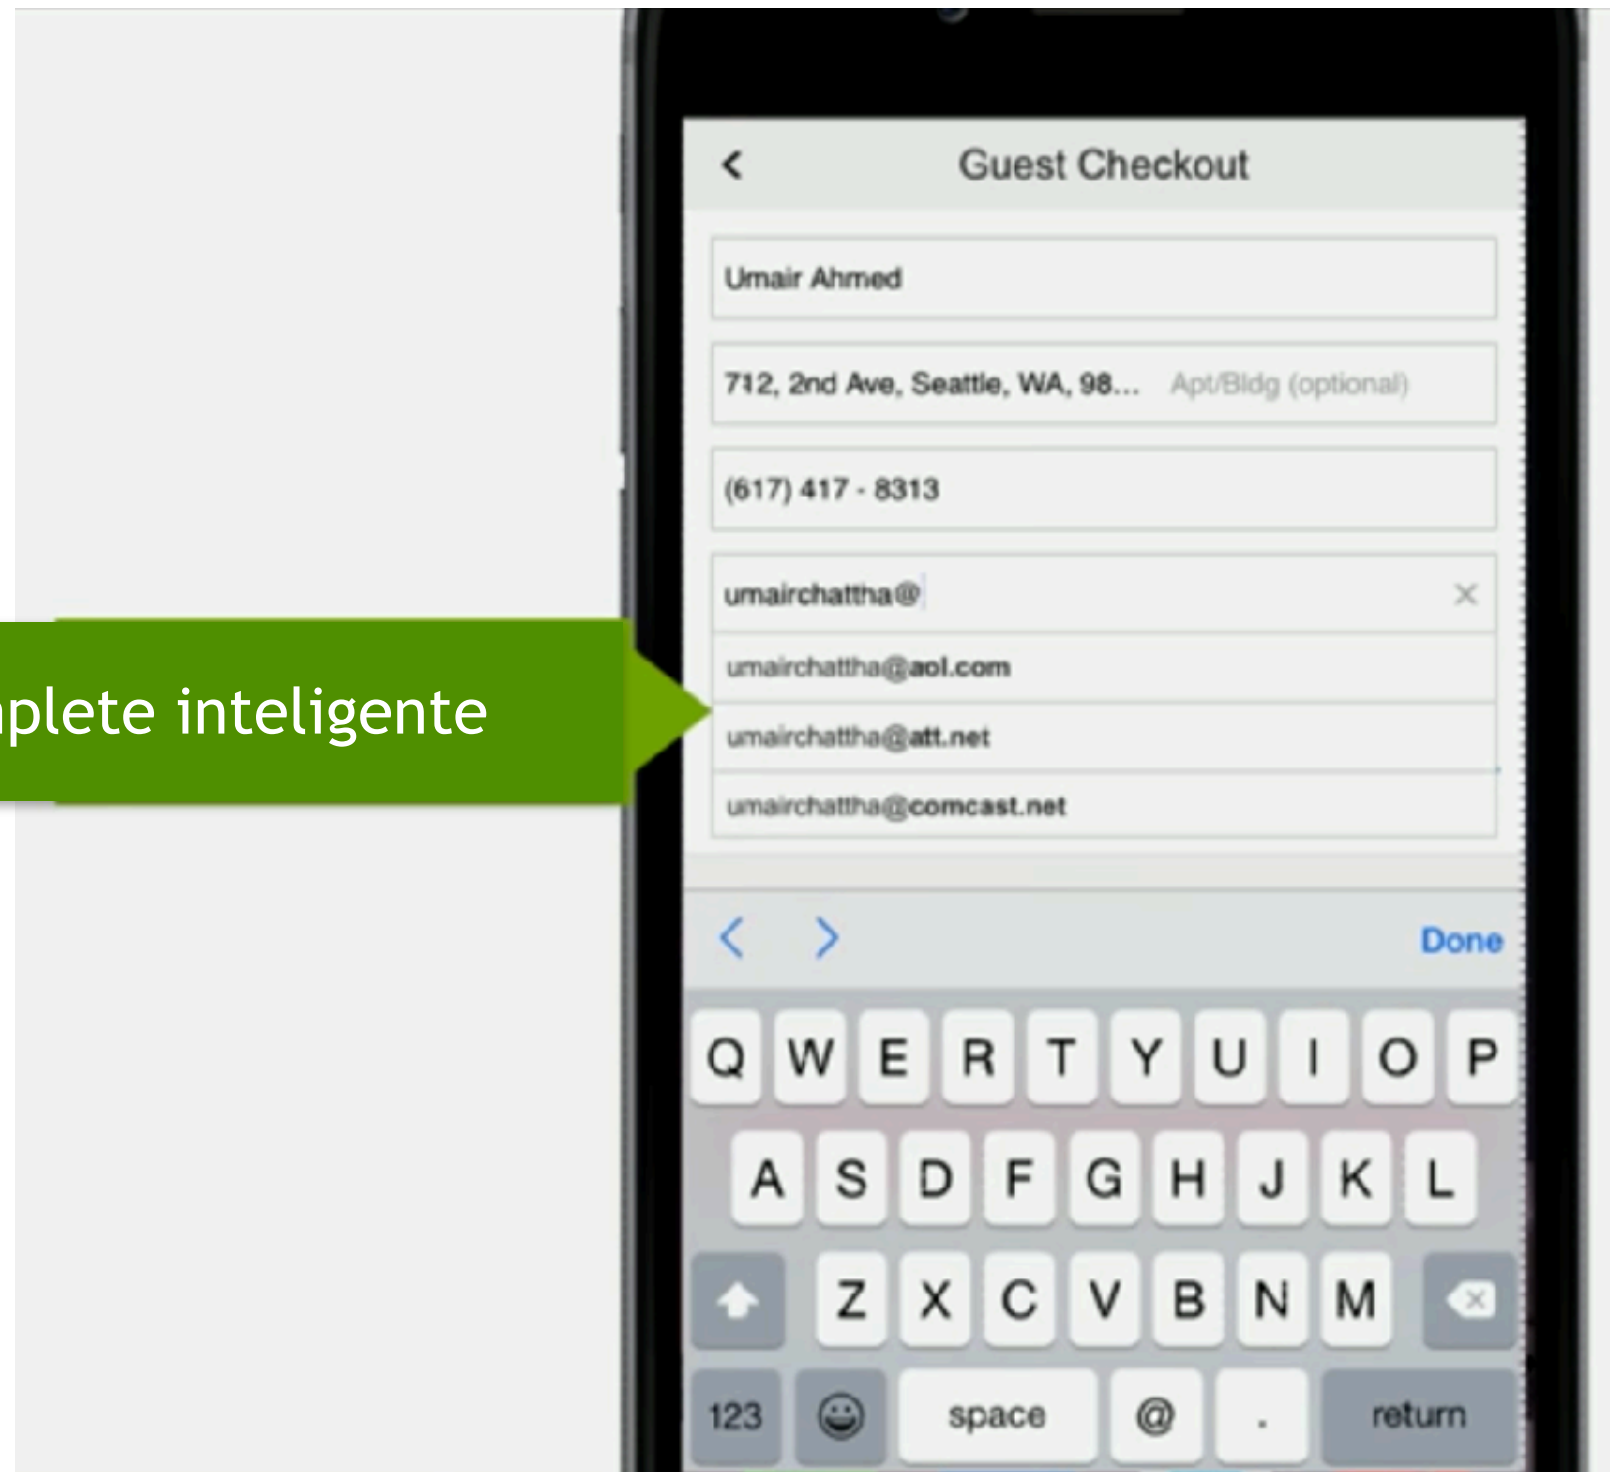 Guest Checkout
Umair Ahmed
712, 2nd Ave, Seattle, WA, 98... Apt/Bldg (optional)
(617) 417 - 8313
umairchattha@
umairchattha@aol.com
plete inteligente
umairchattha@att.net
umairchattha@comcast.net
Done
Q W E R T Y U I O P
A S D F G H J K L
Z X C V B N M
123 space @ . return